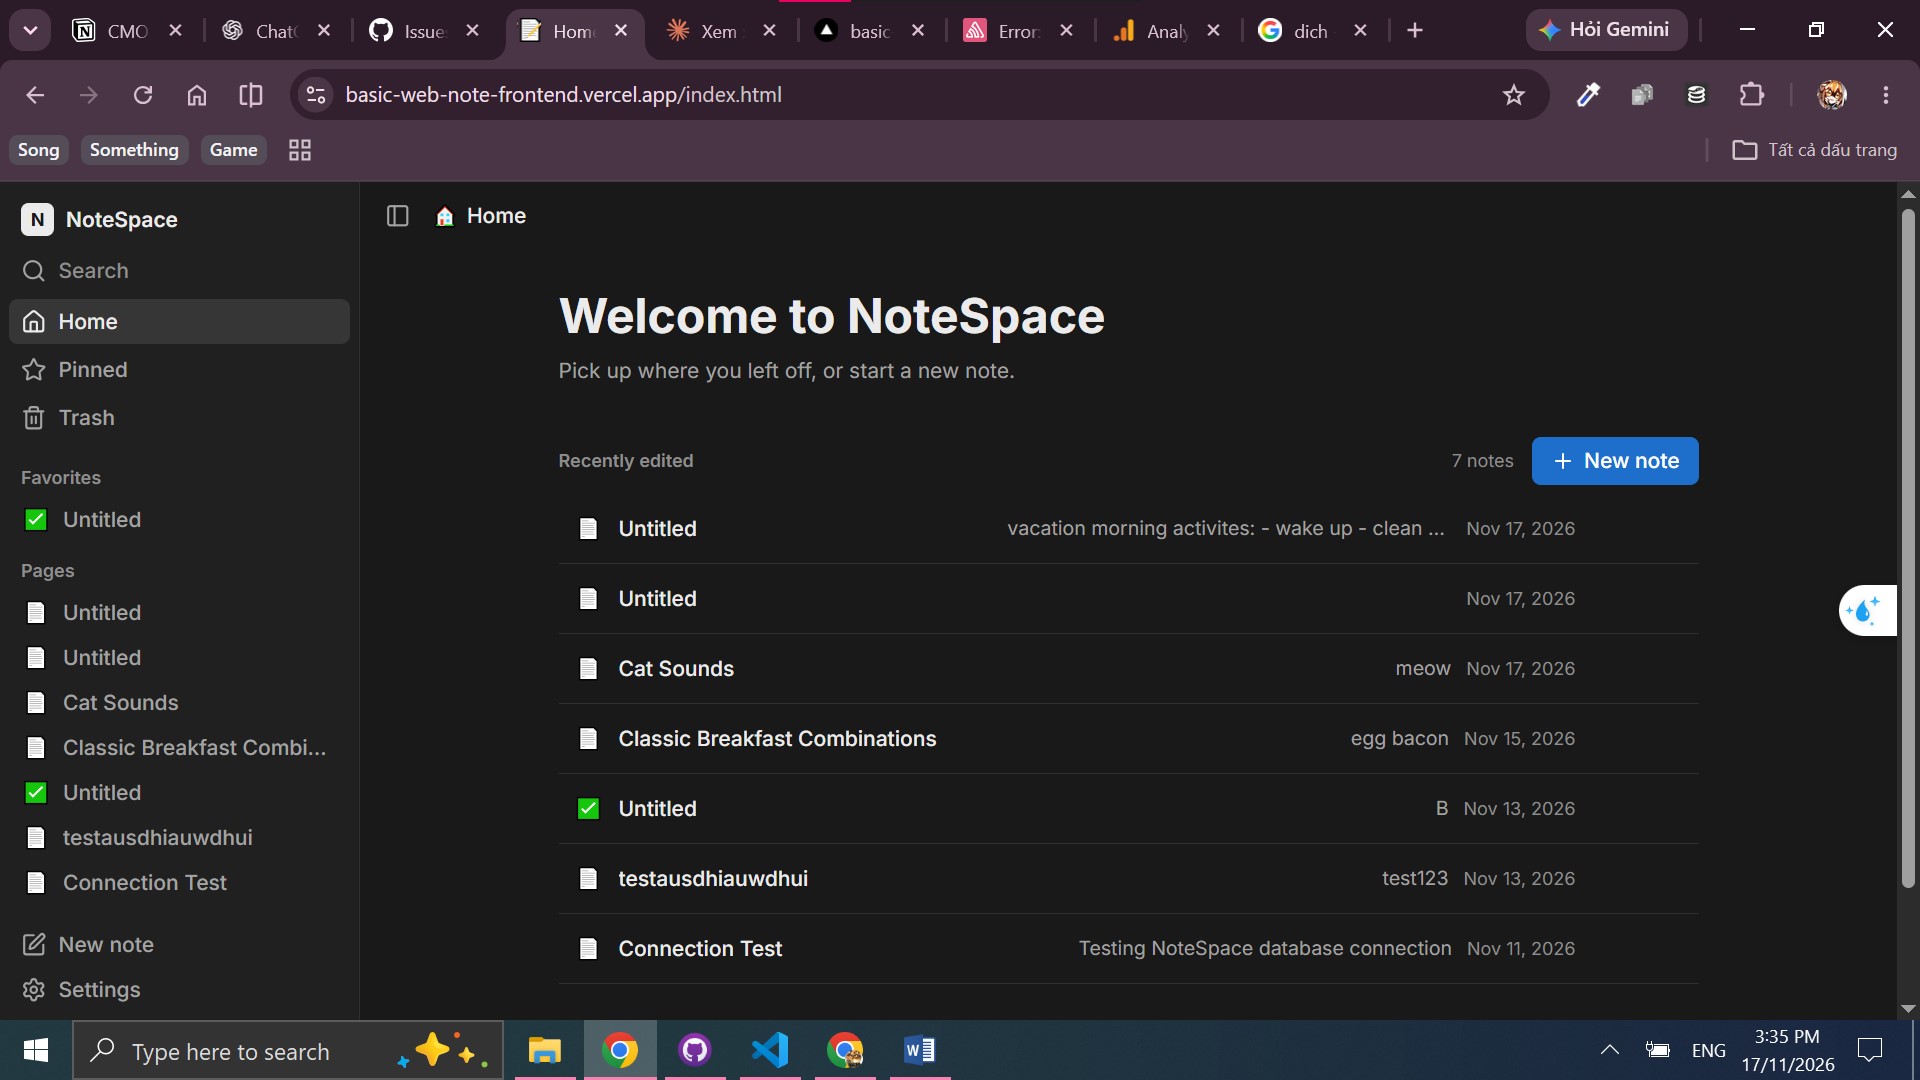 CMO
Chat
Issue
Home
Xem
basic
Error:
Analy
dich
Hỏi Gemini
basic-web-note-frontend.vercel.app/index.html
Song
Something
Game
Tất cả dấu trang
N NoteSpace
Search
Home
Pinned
Trash
Favorites
Untitled
Pages
Untitled
Untitled
Cat Sounds
Classic Breakfast Combi...
Untitled
testausdhiauwdhui
Connection Test
New note
Settings
Home
Welcome to NoteSpace
Pick up where you left off, or start a new note.
Recently edited 7 notes + New note
Untitled vacation morning activites: - wake up - clean ... Nov 17, 2026
Untitled Nov 17, 2026
Cat Sounds meow Nov 17, 2026
Classic Breakfast Combinations egg bacon Nov 15, 2026
Untitled B Nov 13, 2026
testausdhiauwdhui test123 Nov 13, 2026
Connection Test Testing NoteSpace database connection Nov 11, 2026
Type here to search
ENG
3:35 PM
17/11/2026